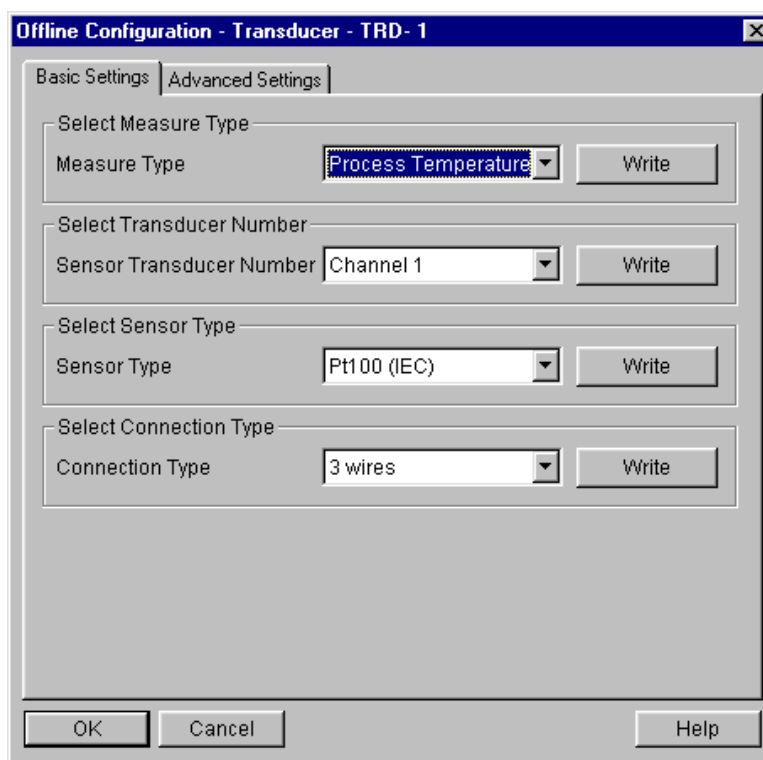 Offline Configuration - Transducer - TRD- 1
Basic Settings Advanced Settings
Select Measure Type
Measure Type Process Temperature Write
Select Transducer Number
Sensor Transducer Number Channel 1 Write
Select Sensor Type
Sensor Type Pt100 (IEC) Write
Select Connection Type
Connection Type 3 wires Write
OK Cancel Help